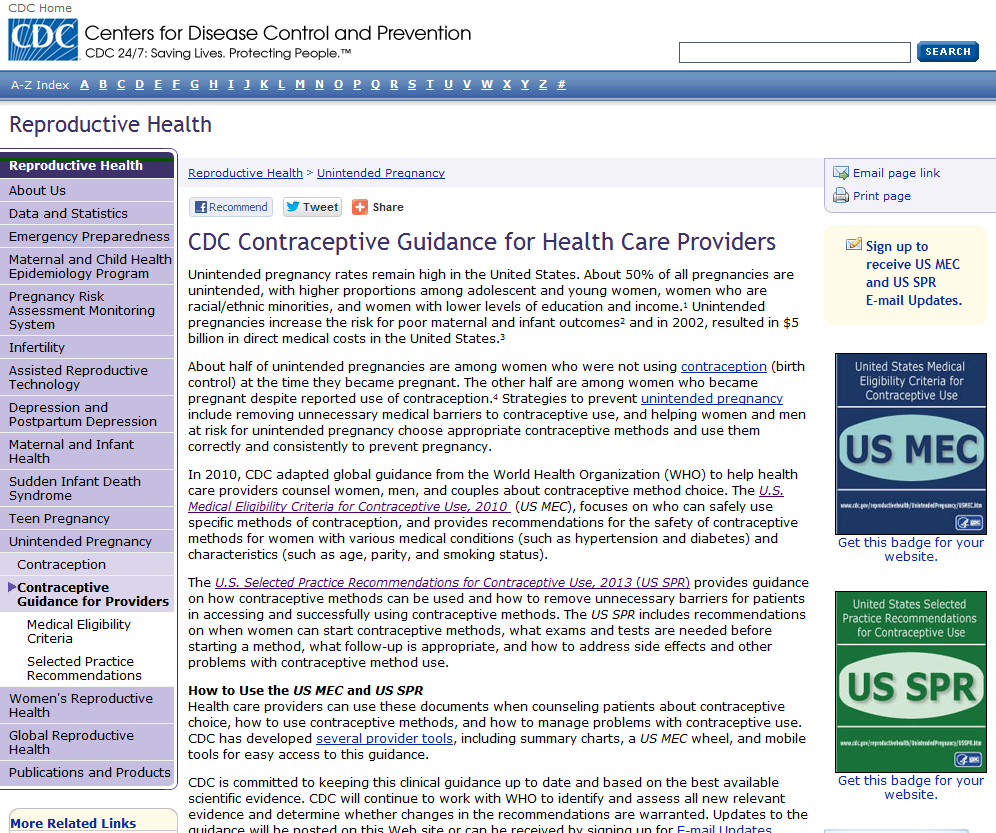 CDC Home
CDC
Centers for Disease Control and Prevention
CDC 24/7: Saving Lives. Protecting People.™
SEARCH
A-Z Index A B C D E F G H I J K L M N O P Q R S T U V W X Y Z #
Reproductive Health
Reproductive Health
About Us
Data and Statistics
Emergency Preparedness
Maternal and Child Health
Epidemiology Program
Pregnancy Risk
Assessment Monitoring
System
Infertility
Assisted Reproductive
Technology
Depression and
Postpartum Depression
Maternal and Infant
Health
Sudden Infant Death
Syndrome
Teen Pregnancy
Unintended Pregnancy
Contraception
Contraceptive
Guidance for Providers
Medical Eligibility
Criteria
Selected Practice
Recommendations
Women's Reproductive
Health
Global Reproductive
Health
Publications and Products
More Related Links
Reproductive Health > Unintended Pregnancy
Recommend Tweet Share
CDC Contraceptive Guidance for Health Care Providers
Unintended pregnancy rates remain high in the United States. About 50% of all pregnancies are
unintended, with higher proportions among adolescent and young women, women who are
racial/ethnic minorities, and women with lower levels of education and income.¹ Unintended
pregnancies increase the risk for poor maternal and infant outcomes² and in 2002, resulted in $5
billion in direct medical costs in the United States.³
About half of unintended pregnancies are among women who were not using contraception (birth
control) at the time they became pregnant. The other half are among women who became
pregnant despite reported use of contraception.⁴ Strategies to prevent unintended pregnancy
include removing unnecessary medical barriers to contraceptive use, and helping women and men
at risk for unintended pregnancy choose appropriate contraceptive methods and use them
correctly and consistently to prevent pregnancy.
In 2010, CDC adapted global guidance from the World Health Organization (WHO) to help health
care providers counsel women, men, and couples about contraceptive method choice. The U.S.
Medical Eligibility Criteria for Contraceptive Use, 2010 (US MEC), focuses on who can safely use
specific methods of contraception, and provides recommendations for the safety of contraceptive
methods for women with various medical conditions (such as hypertension and diabetes) and
characteristics (such as age, parity, and smoking status).
The U.S. Selected Practice Recommendations for Contraceptive Use, 2013 (US SPR) provides guidance
on how contraceptive methods can be used and how to remove unnecessary barriers for patients
in accessing and successfully using contraceptive methods. The US SPR includes recommendations
on when women can start contraceptive methods, what exams and tests are needed before
starting a method, what follow-up is appropriate, and how to address side effects and other
problems with contraceptive method use.
How to Use the US MEC and US SPR
Health care providers can use these documents when counseling patients about contraceptive
choice, how to use contraceptive methods, and how to manage problems with contraceptive use.
CDC has developed several provider tools, including summary charts, a US MEC wheel, and mobile
tools for easy access to this guidance.
CDC is committed to keeping this clinical guidance up to date and based on the best available
scientific evidence. CDC will continue to work with WHO to identify and assess all new relevant
evidence and determine whether changes in the recommendations are warranted. Updates to the
guidance will be posted on this Web site or can be received by signing up for E-mail Updates.
Email page link
Print page
Sign up to
receive US MEC
and US SPR
E-mail Updates.
United States Medical
Eligibility Criteria for
Contraceptive Use
US MEC
www.cdc.gov/reproductivehealth/UnintendedPregnancy/USMEC.htm
CDC
Get this badge for your
website.
United States Selected
Practice Recommendations
for Contraceptive Use
US SPR
www.cdc.gov/reproductivehealth/UnintendedPregnancy/USSPR.htm
CDC
Get this badge for your
website.